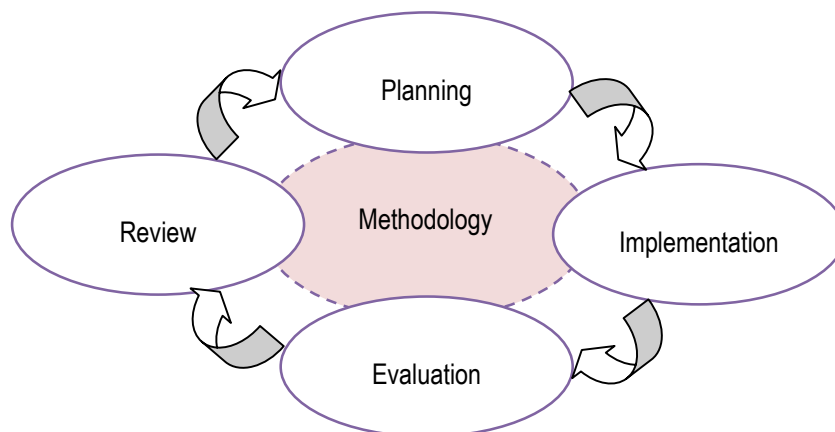 Planning
Review
Methodology
Implementation
Evaluation